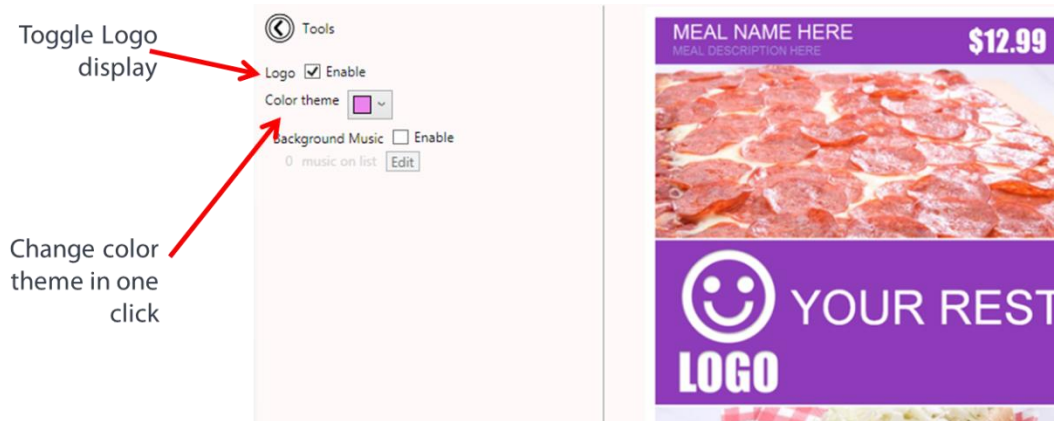 Toggle Logo
display
Tools
Logo Enable
Color theme
Background Music Enable
0 music on list Edit
Change color
theme in one
click
MEAL NAME HERE
MEAL DESCRIPTION HERE
$12.99
YOUR REST
LOGO